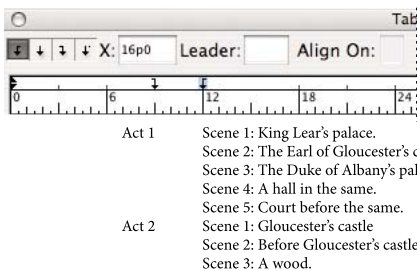 Tab
X: 16p0 Leader: Align On:
0 6 12 18 24
Act 1 Scene 1: King Lear's palace.
Scene 2: The Earl of Gloucester's
Scene 3: The Duke of Albany's
Scene 4: A hall in the same.
Scene 5: Court before the same.
Act 2 Scene 1: Gloucester's castle
Scene 2: Before Gloucester's castle
Scene 3: A wood.